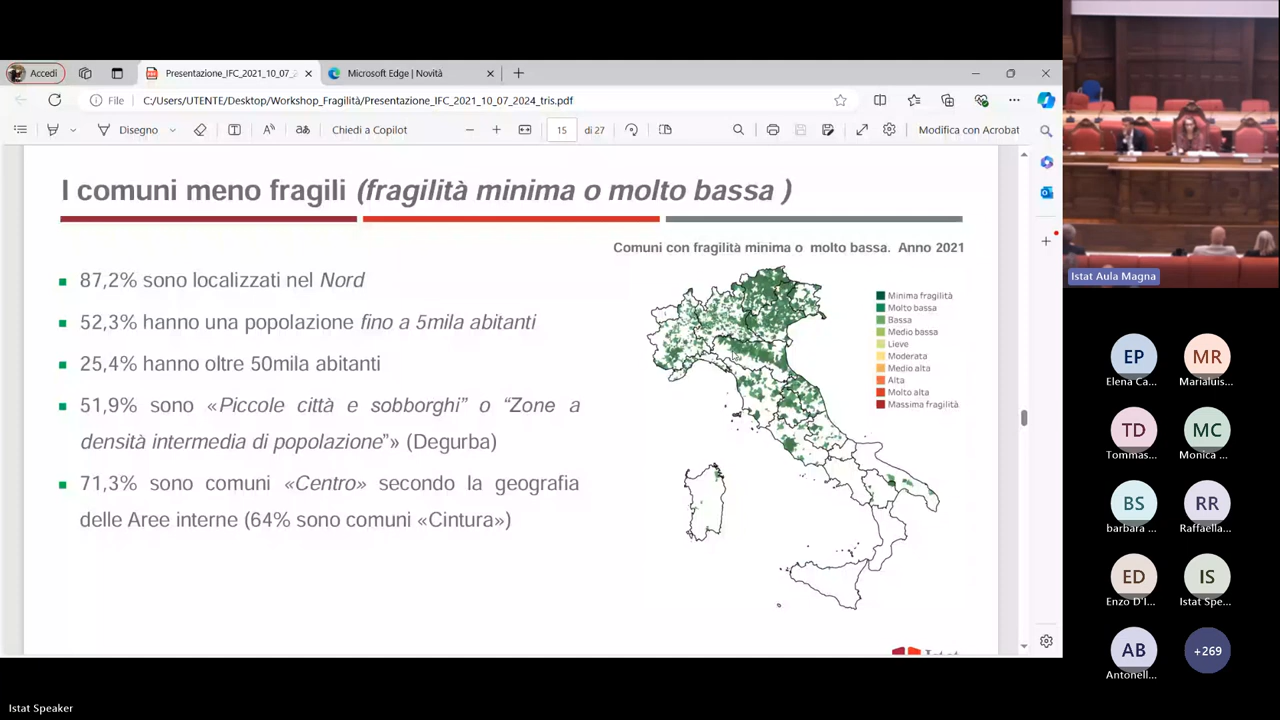 Accedi
Presentazione_IFC_2021_10_07_2
Microsoft Edge | Novità
File
C:/Users/UTENTE/Desktop/Workshop_Fragilità/Presentazione_IFC_2021_10_07_2024_tris.pdf
Disegno
aあ
Chiedi a Copilot
15
di 27
Modifica con Acrobat
I comuni meno fragili (fragilità minima o molto bassa )
Comuni con fragilità minima o molto bassa. Anno 2021
87,2% sono localizzati nel Nord
52,3% hanno una popolazione fino a 5mila abitanti
25,4% hanno oltre 50mila abitanti
51,9% sono «Piccole città e sobborghi” o “Zone a
densità intermedia di popolazione”» (Degurba)
71,3% sono comuni «Centro» secondo la geografia
delle Aree interne (64% sono comuni «Cintura»)
Minima fragilità
Molto bassa
Bassa
Medio bassa
Lieve
Moderata
Medio alta
Alta
Molto alta
Massima fragilità
Istat Aula Magna
EP
Elena Ca...
MR
Marialuis...
TD
Tommas...
MC
Monica ...
BS
barbara ...
RR
Raffaella...
ED
Enzo D'I...
IS
Istat Spe...
AB
Antonell...
+269
Istat Speaker